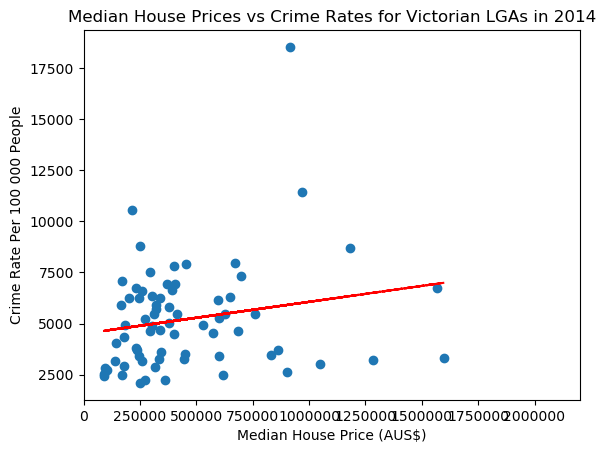 Median House Prices vs Crime Rates for Victorian LGAs in 2014
17500
15000
12500
10000
7500
5000
2500
Crime Rate Per 100 000 People
0 250000 500000 750000 1000000 1250000 1500000 1750000 2000000
Median House Price (AUS$)